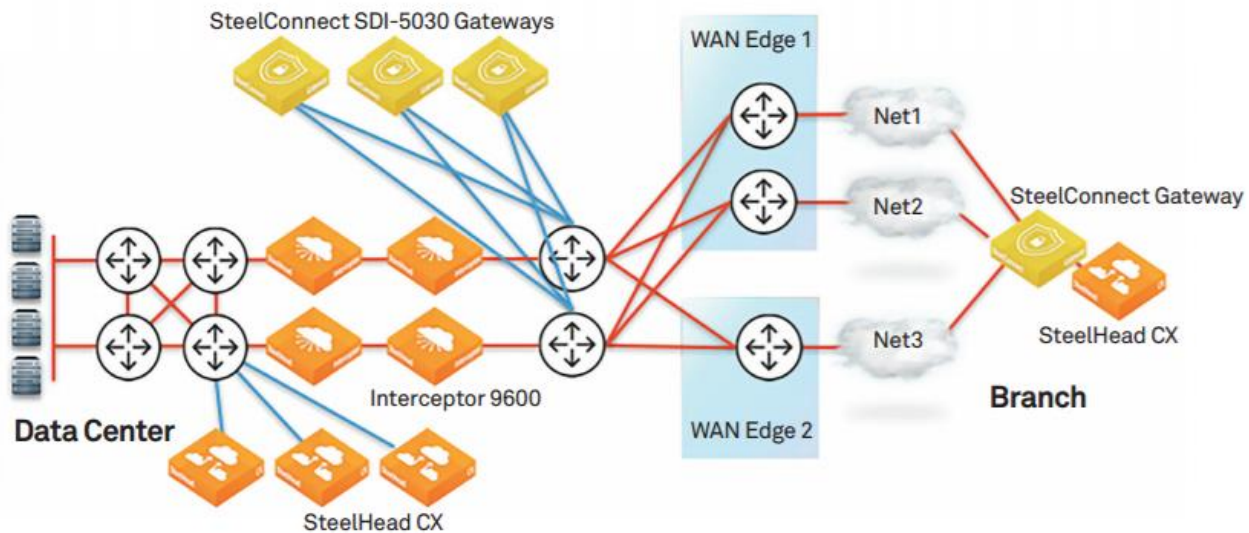 SteelConnect SDI-5030 Gateways
WAN Edge 1
Net1
SteelConnect Gateway
Net2
Net3
SteelHead CX
Interceptor 9600
Branch
Data Center
WAN Edge 2
SteelHead CX